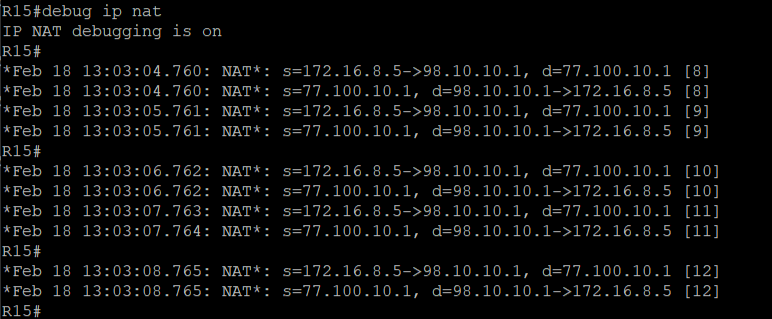 R15#debug ip nat
IP NAT debugging is on
R15#
*Feb 18 13:03:04.760: NAT*: s=172.16.8.5->98.10.10.1, d=77.100.10.1 [8]
*Feb 18 13:03:04.760: NAT*: s=77.100.10.1, d=98.10.10.1->172.16.8.5 [8]
*Feb 18 13:03:05.761: NAT*: s=172.16.8.5->98.10.10.1, d=77.100.10.1 [9]
*Feb 18 13:03:05.761: NAT*: s=77.100.10.1, d=98.10.10.1->172.16.8.5 [9]
R15#
*Feb 18 13:03:06.762: NAT*: s=172.16.8.5->98.10.10.1, d=77.100.10.1 [10]
*Feb 18 13:03:06.762: NAT*: s=77.100.10.1, d=98.10.10.1->172.16.8.5 [10]
*Feb 18 13:03:07.763: NAT*: s=172.16.8.5->98.10.10.1, d=77.100.10.1 [11]
*Feb 18 13:03:07.764: NAT*: s=77.100.10.1, d=98.10.10.1->172.16.8.5 [11]
R15#
*Feb 18 13:03:08.765: NAT*: s=172.16.8.5->98.10.10.1, d=77.100.10.1 [12]
*Feb 18 13:03:08.765: NAT*: s=77.100.10.1, d=98.10.10.1->172.16.8.5 [12]
R15#